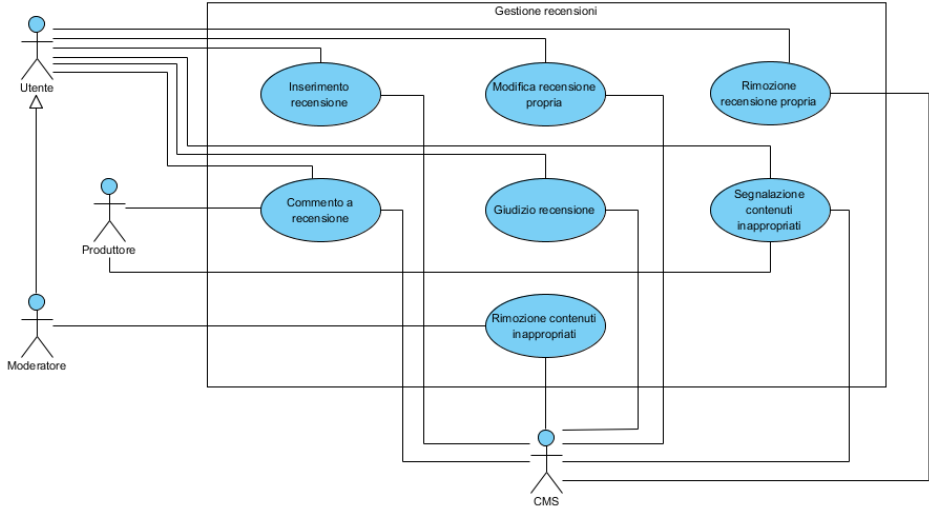 Gestione recensioni
Utente
Inserimento
recensione
Modifica recensione
propria
Rimozione
recensione propria
Commento a
recensione
Giudizio recensione
Segnalazione
contenuti
inappropriati
Produttore
Rimozione contenuti
inappropriati
Moderatore
CMS